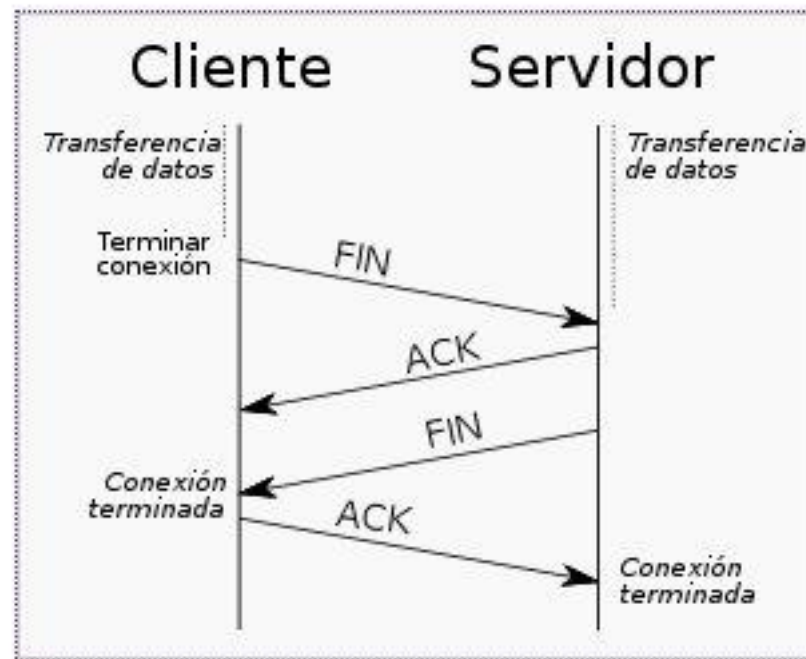 Cliente
Servidor
Transferencia
de datos
Transferencia
de datos
Terminar
conexión
FIN
ACK
FIN
Conexión
terminada
ACK
Conexión
terminada